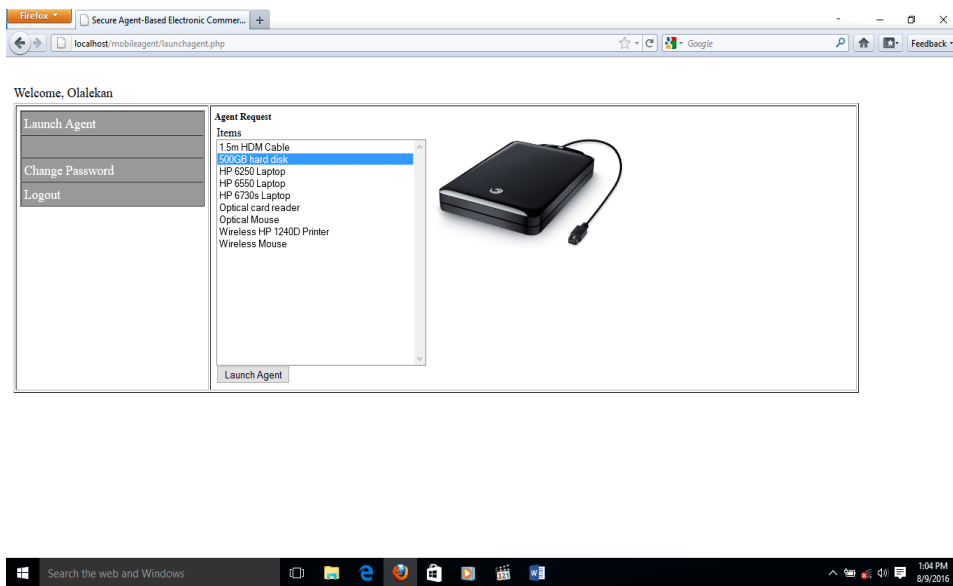 Firefox
Secure Agent-Based Electronic Commer...
localhost/mobileagent/launchagent.php
Google
Feedback
Welcome, Olalekan
Launch Agent
Change Password
Logout
Agent Request
Items
1.5m HDM Cable
500GB hard disk
HP 6250 Laptop
HP 6550 Laptop
HP 6730s Laptop
Optical card reader
Optical Mouse
Wireless HP 1240D Printer
Wireless Mouse
Launch Agent
Search the web and Windows
1:04 PM
8/9/2016